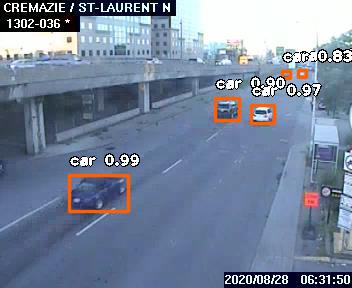 CREMAZIE / ST-LAURENT N
1302-036 *
car 0.83
car 0.90
car 0.97
car 0.99
2020/08/28 06:31:50